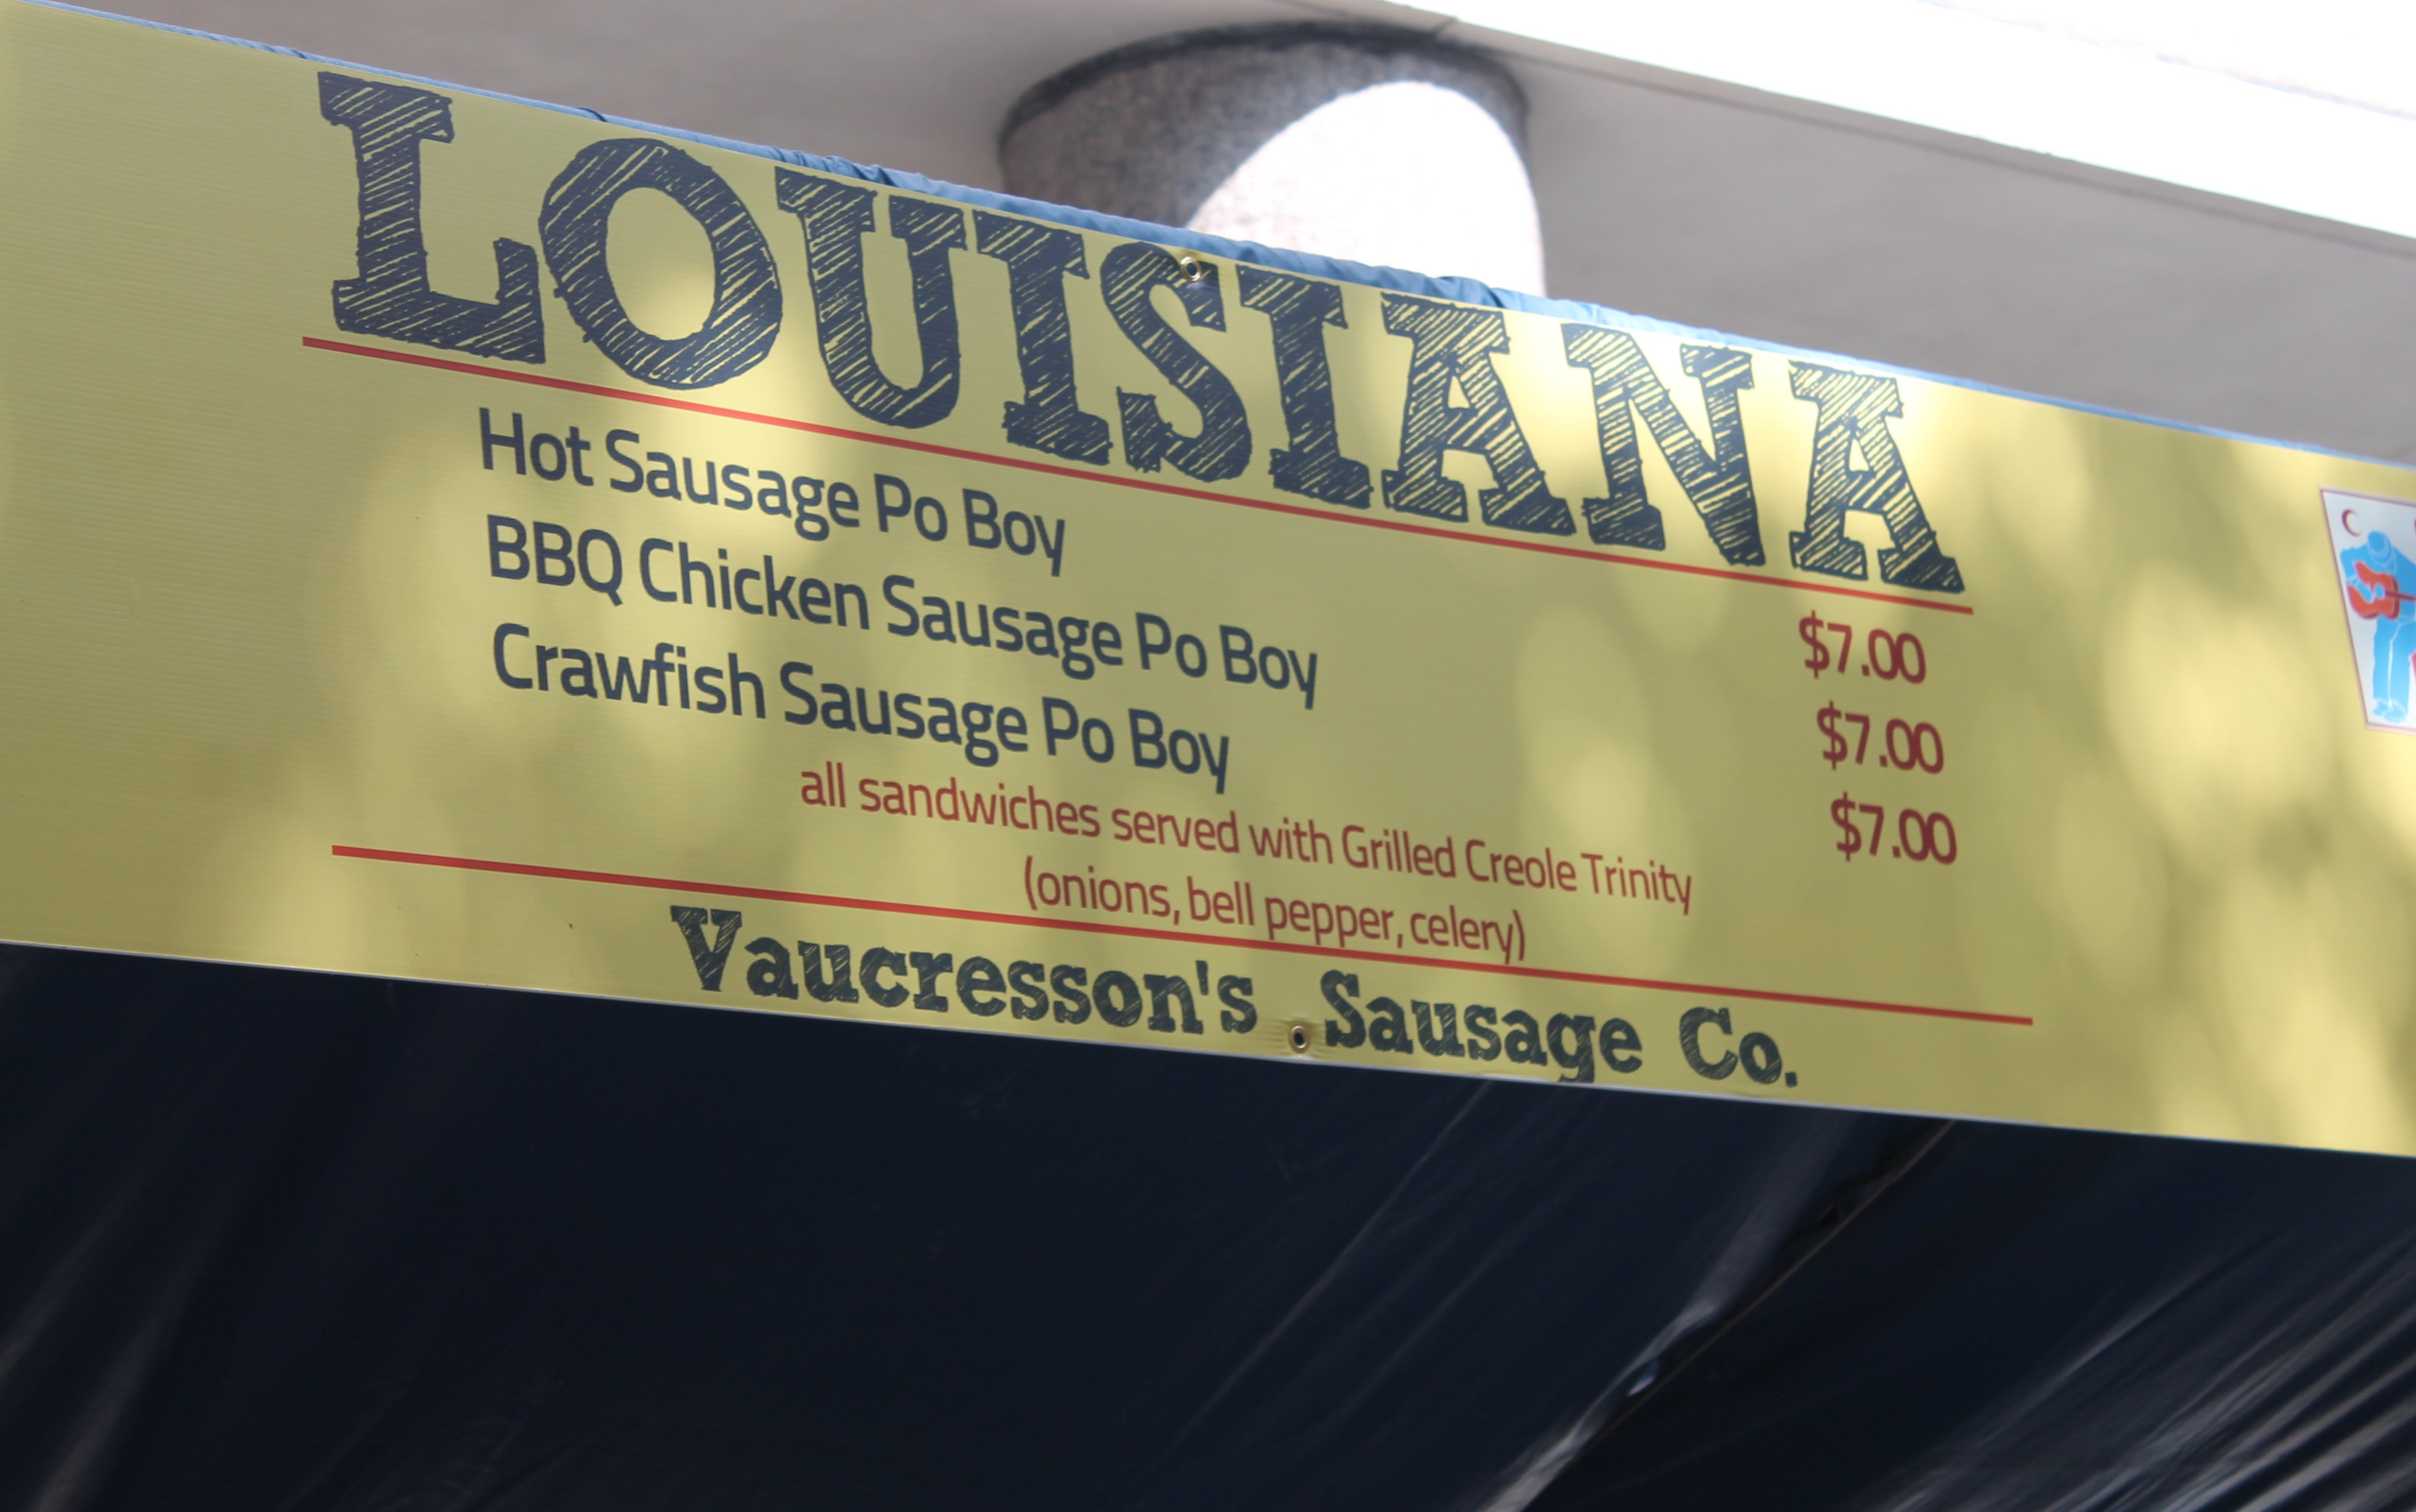 LOUISIANA
Hot Sausage Po Boy $7.00
BBQ Chicken Sausage Po Boy $7.00
Crawfish Sausage Po Boy $7.00
all sandwiches served with Grilled Creole Trinity
(onions, bell pepper, celery)
Vaucresson's Sausage Co.